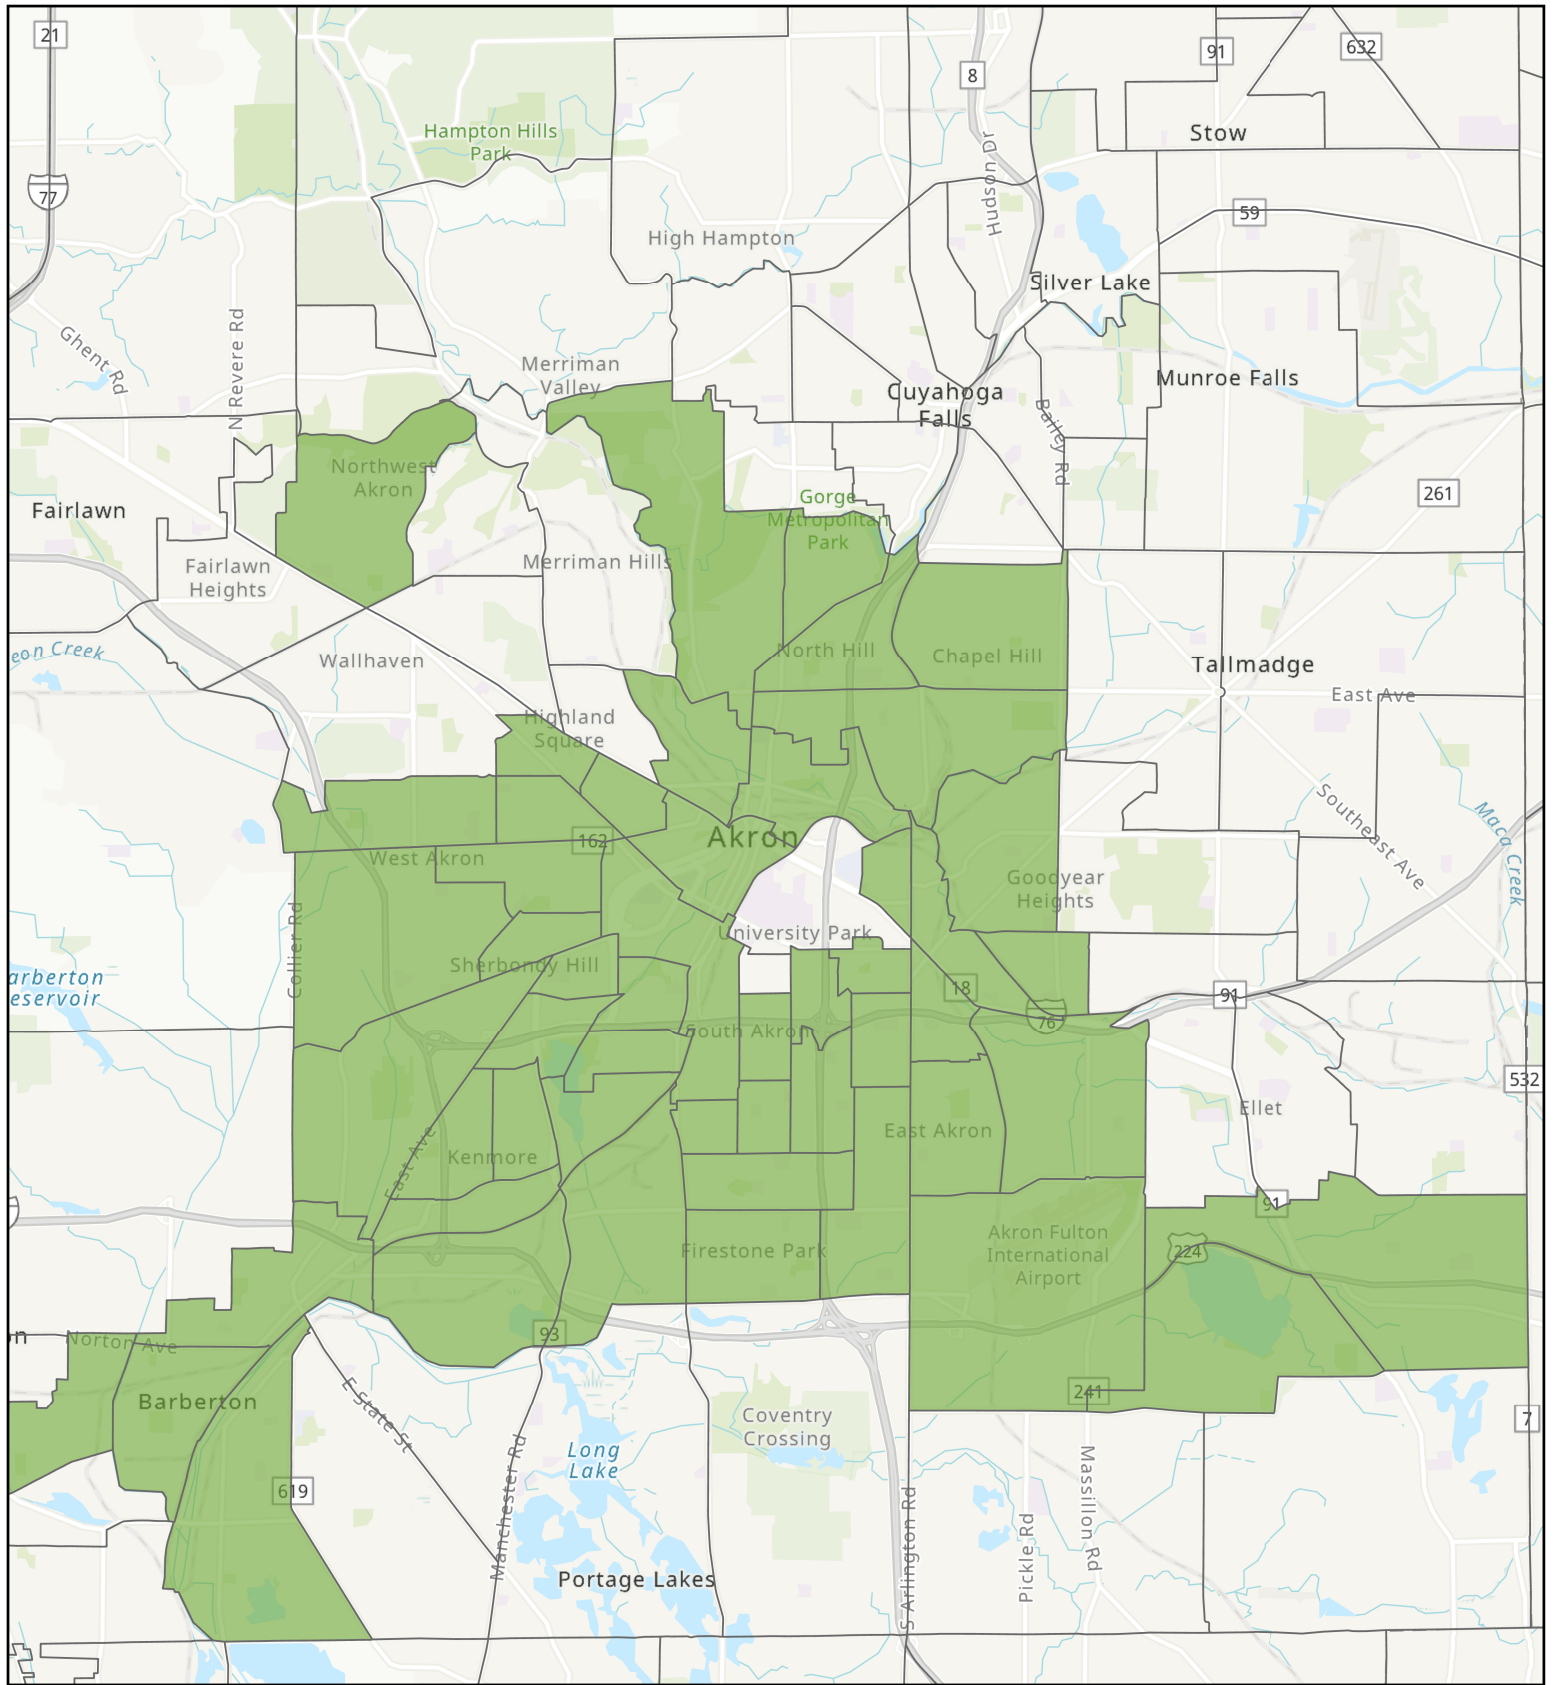 21
91
632
8
Hampton Hills
Park
Stow
77
Hudson Dr
59
High Hampton
Silver Lake
Ghent Rd
N Revere Rd
Merriman
Valley
Munroe Falls
Cuyahoga
Falls
Bailey Rd
Northwest
Akron
261
Fairlawn
Gorge
Metropolitan
Park
Fairlawn
Heights
Merriman Hills
eon Creek
Wallhaven
North Hill
Chapel Hill
Tallmadge
East Ave
Highland
Square
Southeast Ave
Maca Creek
162
Akron
West Akron
Goodyear
Heights
Collier Rd
University Park
Sherbondy Hill
arberton
eservoir
18
91
76
South Akron
532
Ellet
East Akron
East Ave
Kenmore
91
Akron Fulton
International
Airport
224
Firestone Park
93
n
Norton Ave
Barberton
241
E State St
Coventry
Crossing
7
Long
Lake
Manchester Rd
619
S Arlington Rd
Pickle Rd
Massillon Rd
Portage Lakes